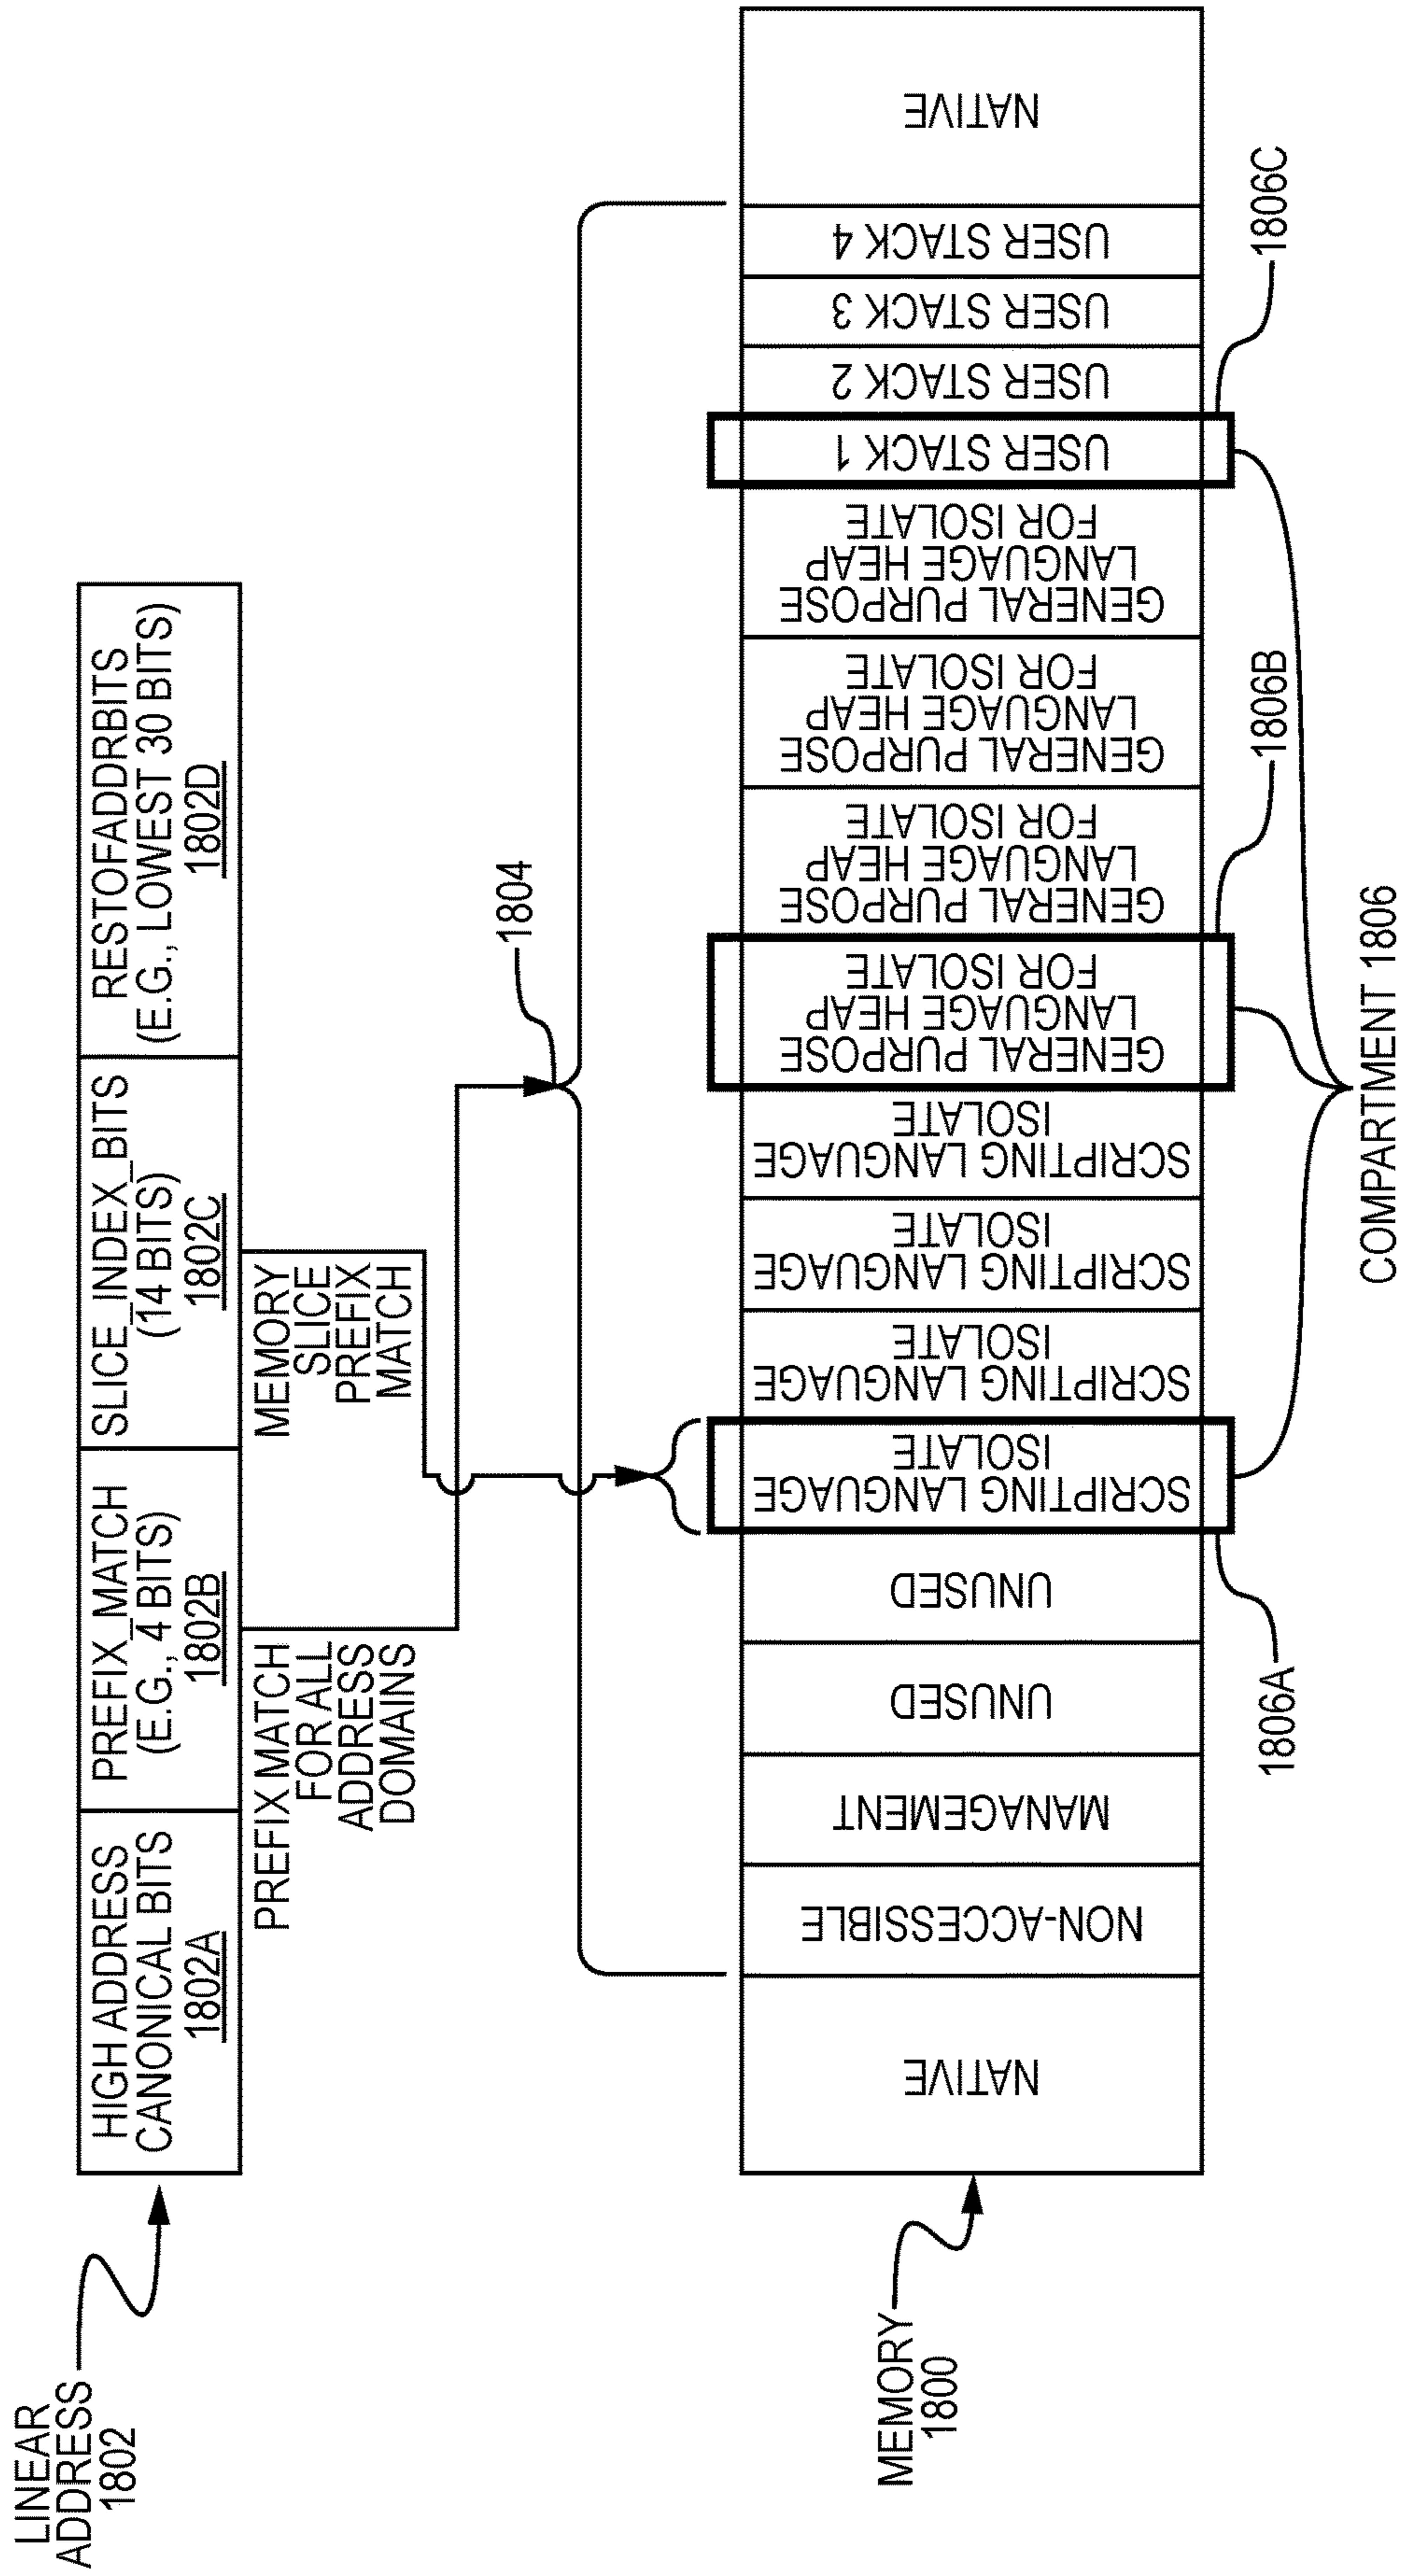 LINEAR
ADDRESS
1802
HIGH ADDRESS
CANONICAL BITS
1802A
PREFIX_MATCH
(E.G., 4 BITS)
1802B
SLICE_INDEX_BITS
(14 BITS)
1802C
RESTOFADDRBITS
(E.G., LOWEST 30 BITS)
1802D
PREFIX MATCH
FOR ALL
ADDRESS
DOMAINS
MEMORY
SLICE
PREFIX
MATCH
1804
MEMORY
1800
NATIVE
NON-ACCESSIBLE
MANAGEMENT
UNUSED
UNUSED
SCRIPTING LANGUAGE
ISOLATE
SCRIPTING LANGUAGE
ISOLATE
SCRIPTING LANGUAGE
ISOLATE
SCRIPTING LANGUAGE
ISOLATE
GENERAL PURPOSE
LANGUAGE HEAP
FOR ISOLATE
GENERAL PURPOSE
LANGUAGE HEAP
FOR ISOLATE
GENERAL PURPOSE
LANGUAGE HEAP
FOR ISOLATE
GENERAL PURPOSE
LANGUAGE HEAP
FOR ISOLATE
USER STACK 1
USER STACK 2
USER STACK 3
USER STACK 4
NATIVE
1806A
1806B
1806C
COMPARTMENT 1806